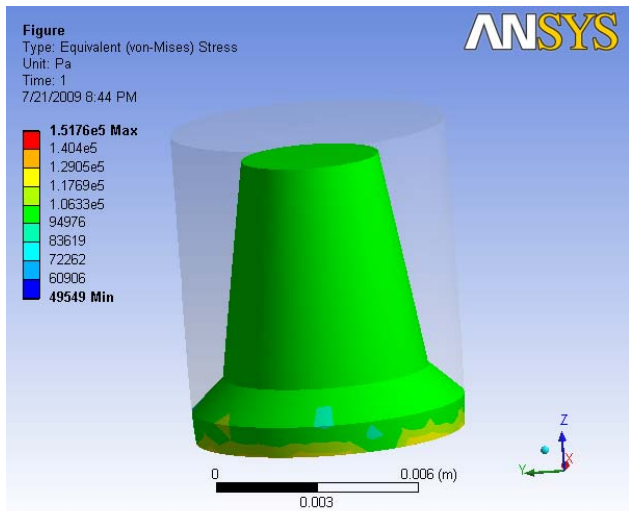 Figure
Type: Equivalent (von-Mises) Stress
Unit: Pa
Time: 1
7/21/2009 8:44 PM
ANSYS
1.5176e5 Max
1.404e5
1.2905e5
1.1769e5
1.0633e5
94976
83619
72262
60906
49549 Min
0
0.006 (m)
0.003
Z
Y
X